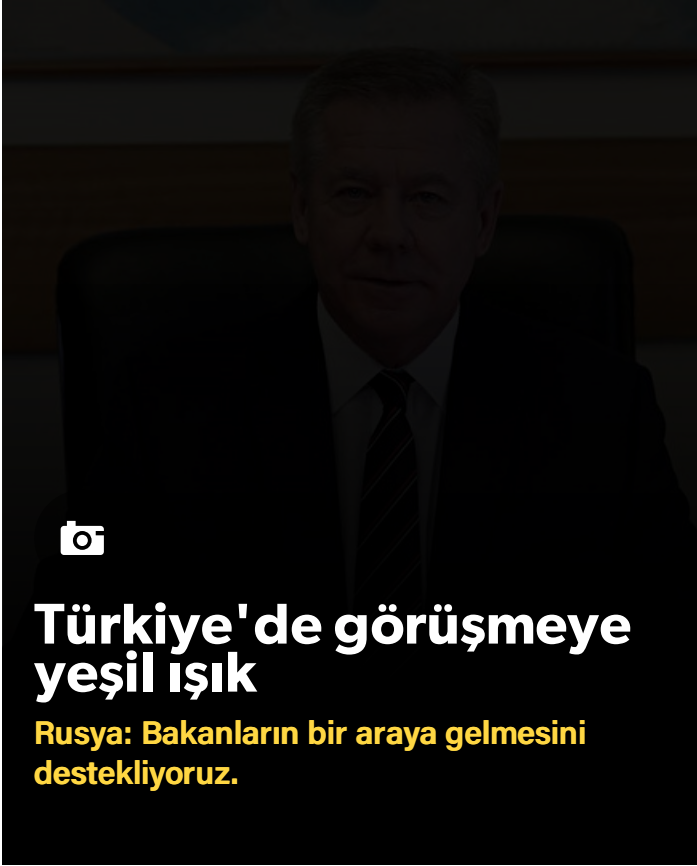 Türkiye'de görüşmeye
yeşil ışık
Rusya: Bakanların bir araya gelmesini
destekliyoruz.